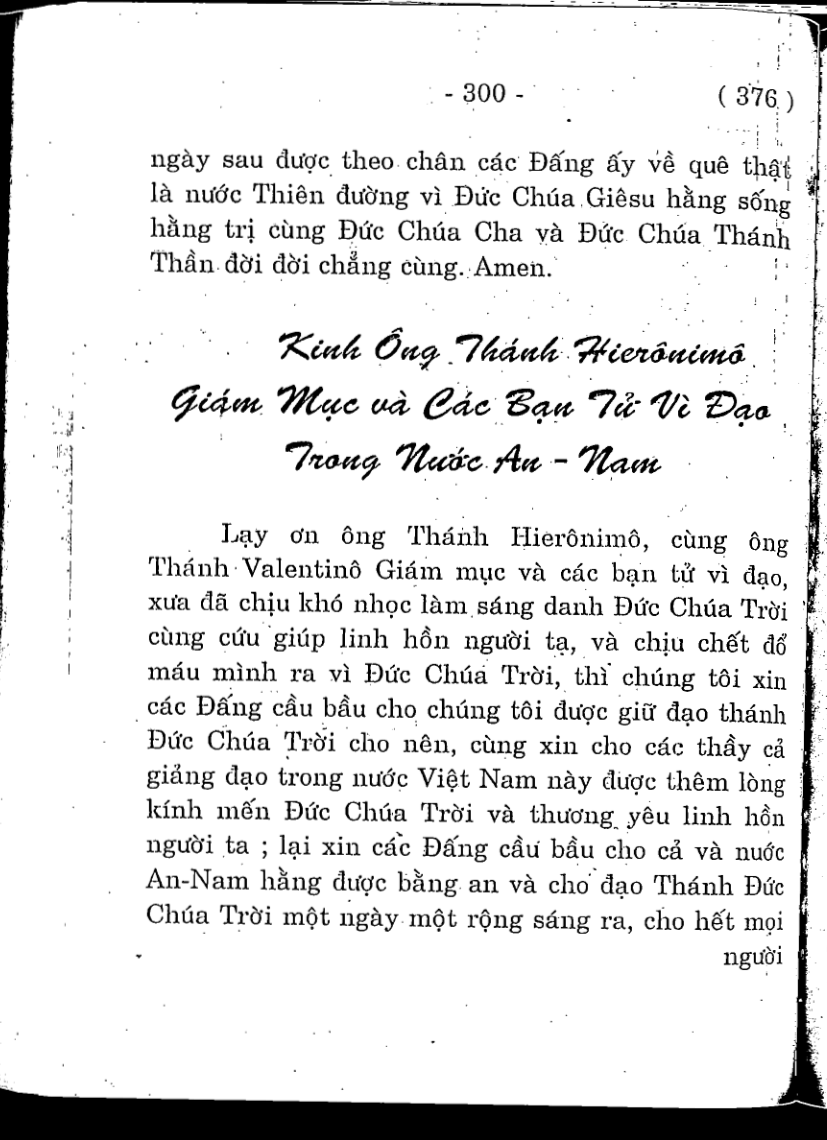 - 300 - ( 376 )
ngày sau được theo chân các Đấng ấy về quê thật
là nước Thiên đường vì Đức Chúa Giêsu hằng sống
hằng trị cùng Đức Chúa Cha và Đức Chúa Thánh
Thần đời đời chẳng cùng. Amen.
Kinh Ông Thánh Hierônimô
Giám Mục và Các Bạn Tử Vì Đạo
Trong Nước An - Nam
Lạy ơn ông Thánh Hierônimô, cùng ông
Thánh Valentinô Giám mục và các bạn tử vì đạo,
xưa đã chịu khó nhọc làm sáng danh Đức Chúa Trời
cùng cứu giúp linh hồn người ta, và chịu chết đổ
máu mình ra vì Đức Chúa Trời, thì chúng tôi xin
các Đấng cầu bầu cho chúng tôi được giữ đạo thánh
Đức Chúa Trời cho nên, cùng xin cho các thầy cả
giảng đạo trong nước Việt Nam này được thêm lòng
kính mến Đức Chúa Trời và thương yêu linh hồn
người ta ; lại xin các Đấng cầu bầu cho cả và nước
An-Nam hằng được bằng an và cho đạo Thánh Đức
Chúa Trời một ngày một rộng sáng ra, cho hết mọi
người